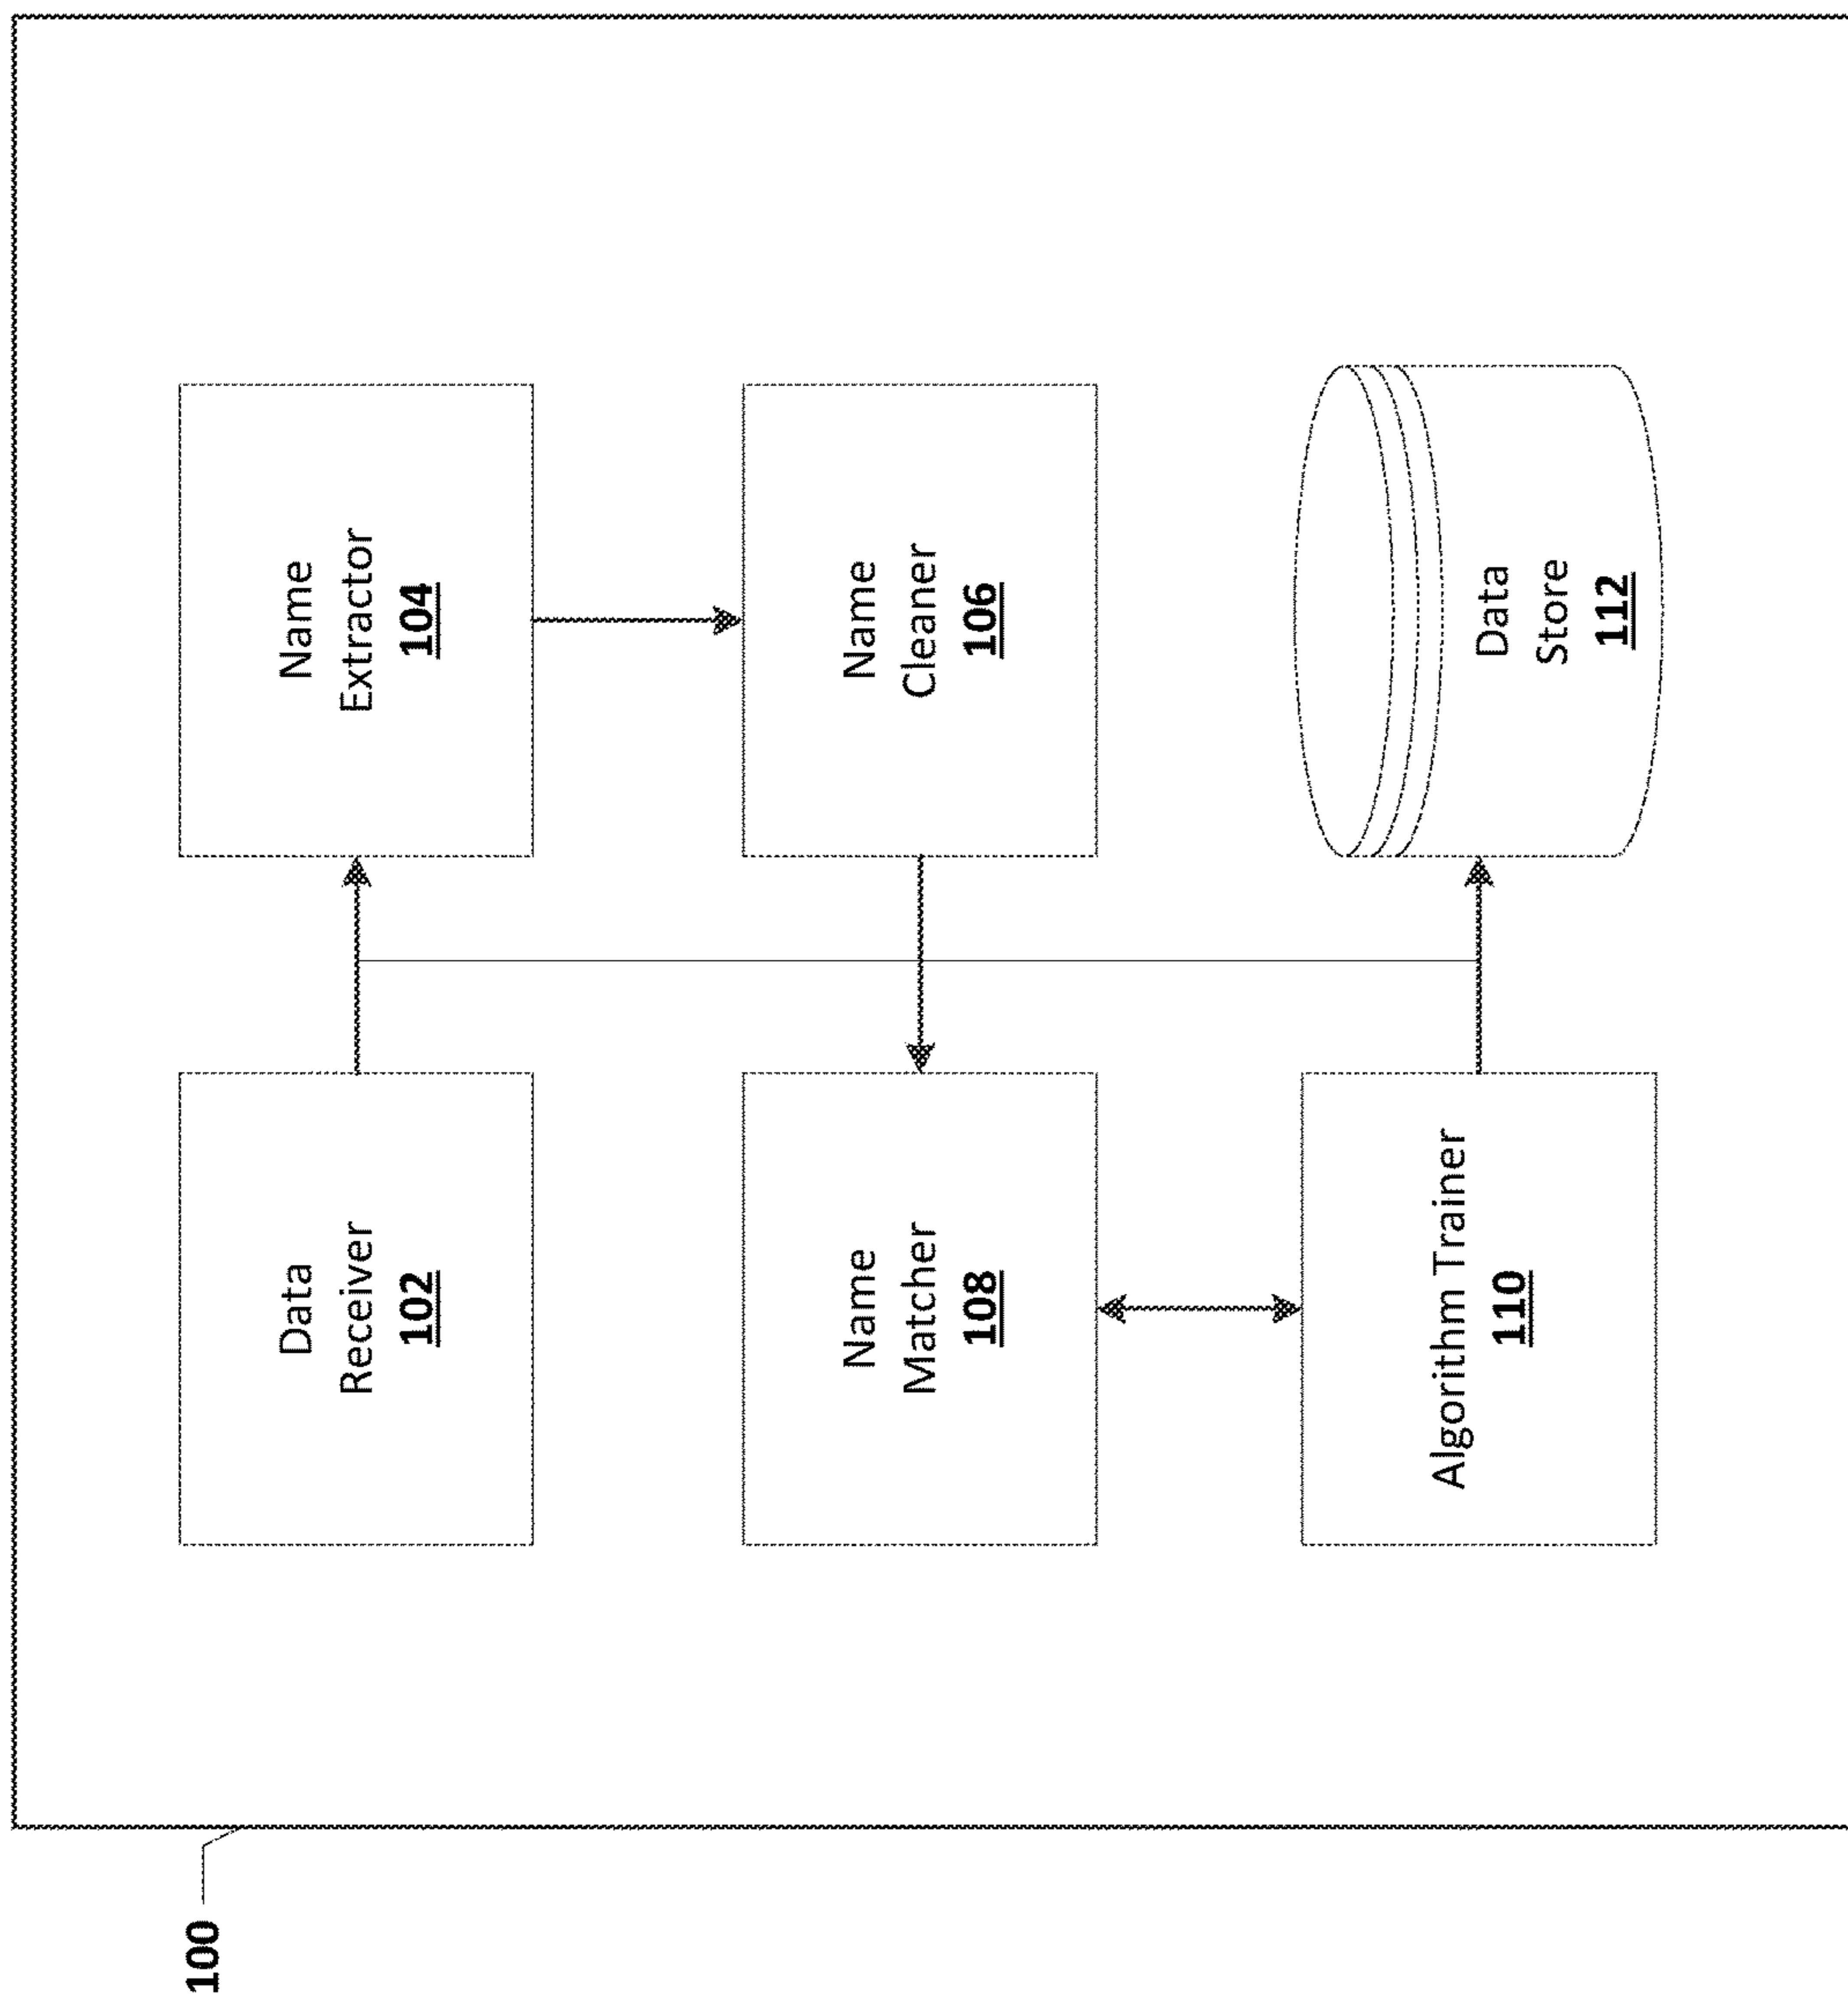 100
Data
Receiver
102
Name
Extractor
104
Name
Matcher
108
Name
Cleaner
106
Algorithm Trainer
110
Data
Store
112